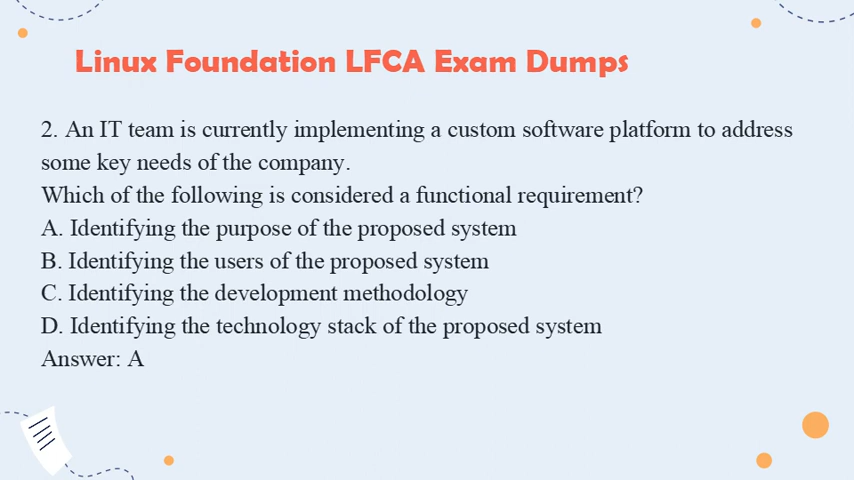 Linux Foundation LFCA Exam Dumps
2. An IT team is currently implementing a custom software platform to address
some key needs of the company.
Which of the following is considered a functional requirement?
A. Identifying the purpose of the proposed system
B. Identifying the users of the proposed system
C. Identifying the development methodology
D. Identifying the technology stack of the proposed system
Answer: A